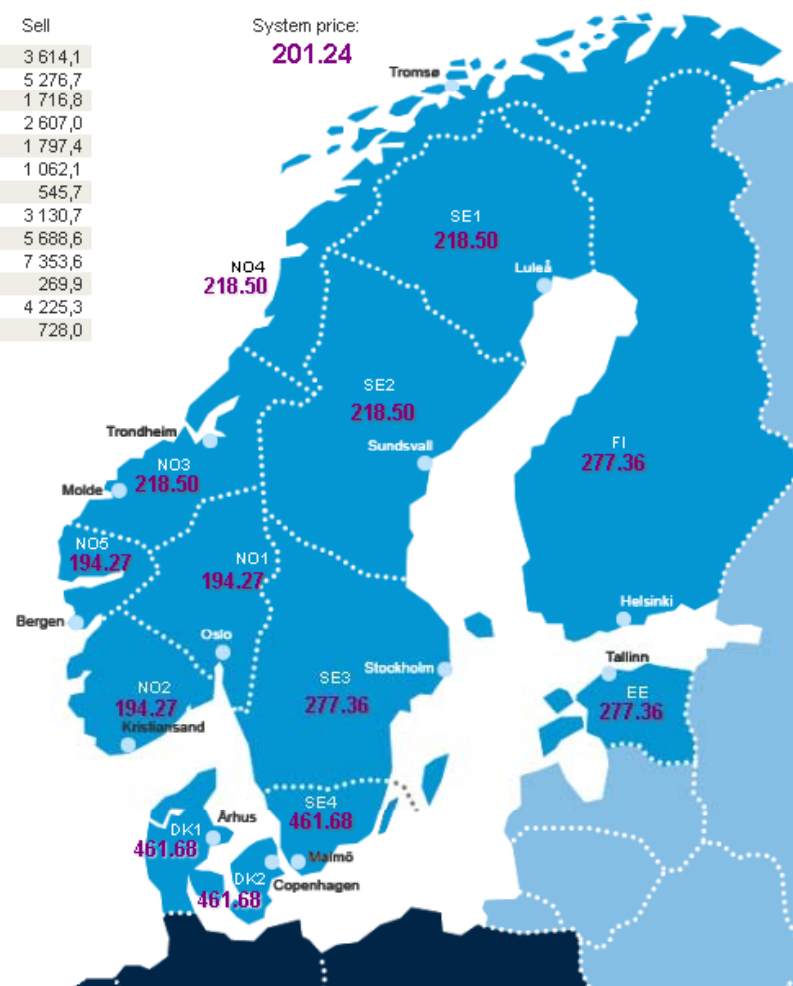 Sell
3 614,1
5 276,7
1 716,8
2 607,0
1 797,4
1 062,1
545,7
3 130,7
5 688,6
7 353,6
269,9
4 225,3
728,0
System price:
201.24
Tromsø
SE1
218.50
NO4
218.50
Luleå
SE2
218.50
Trondheim
Sundsvall
FI
277.36
NO3
218.50
Molde
NO5
194.27
NO1
194.27
Bergen
Helsinki
Oslo
Stockholm
Tallinn
SE3
277.36
NO2
194.27
Kristiansand
EE
277.36
SE4
461.68
Århus
DK1
461.68
Malmö
DK2
461.68
Copenhagen